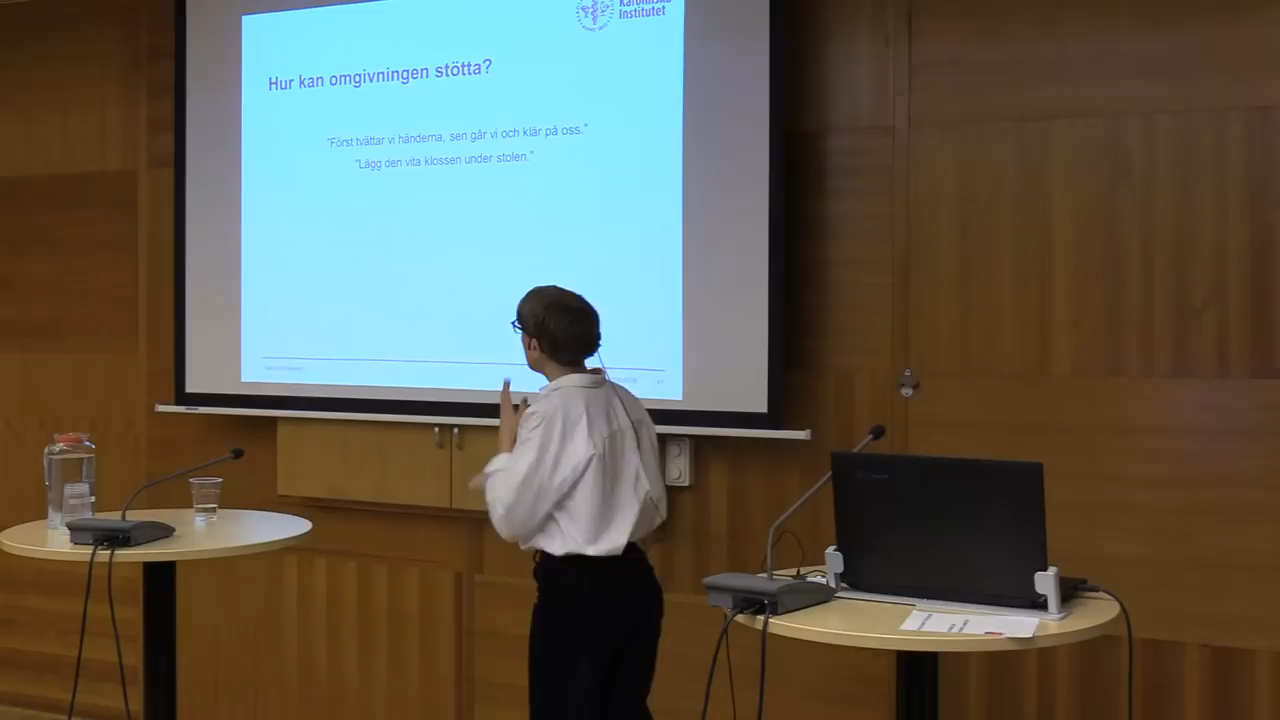 Karolinska
Institutet
Hur kan omgivningen stötta?
"Först tvättar vi händerna, sen går vi och klär på oss."
"Lägg den vita klossen under stolen."